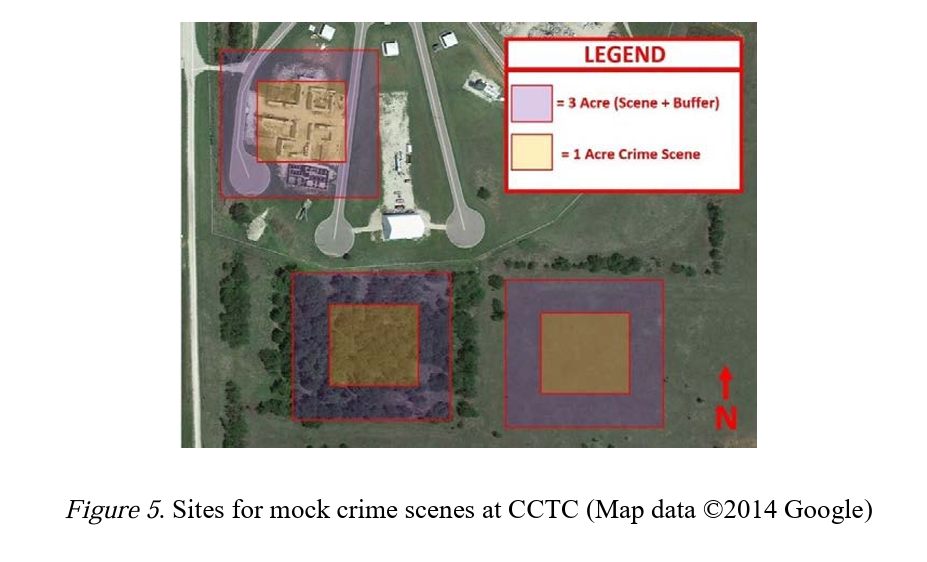 LEGEND
= 3 Acre (Scene + Buffer)
= 1 Acre Crime Scene
N
Figure 5. Sites for mock crime scenes at CCTC (Map data ©2014 Google)